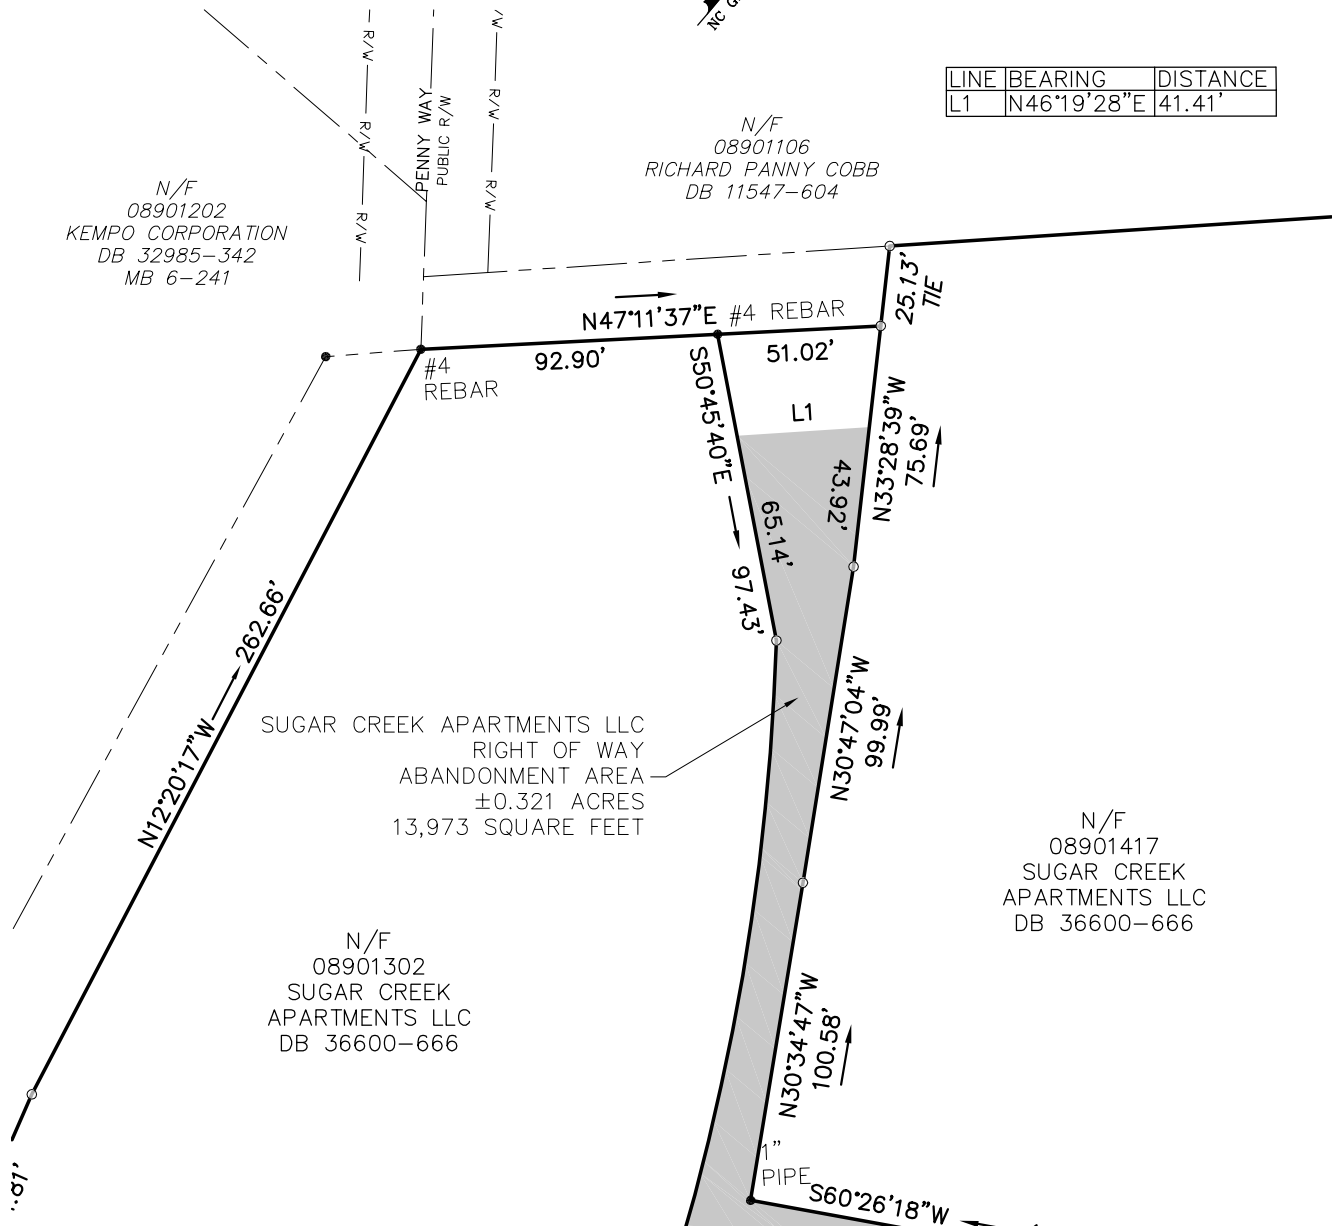 NC G
R/W
R/W
R/W
R/W
R/W
R/W
/W
PENNY WAY
PUBLIC R/W
LINE BEARING DISTANCE
L1 N46°19'28"E 41.41'
N/F
08901106
RICHARD PANNY COBB
DB 11547-604
N/F
08901202
KEMPO CORPORATION
DB 32985-342
MB 6-241
25.13'
TIE
N47°11'37"E
#4 REBAR
92.90'
51.02'
#4
REBAR
L1
S50°45'40"E
97.43'
65.14'
43.92'
N33°28'39"W
75.69'
N12°20'17"W
262.66'
N30°47'04"W
99.99'
SUGAR CREEK APARTMENTS LLC
RIGHT OF WAY
ABANDONMENT AREA
±0.321 ACRES
13,973 SQUARE FEET
N/F
08901417
SUGAR CREEK
APARTMENTS LLC
DB 36600-666
N/F
08901302
SUGAR CREEK
APARTMENTS LLC
DB 36600-666
N30°34'47"W
100.58'
1"
PIPE
S60°26'18"W
.81'